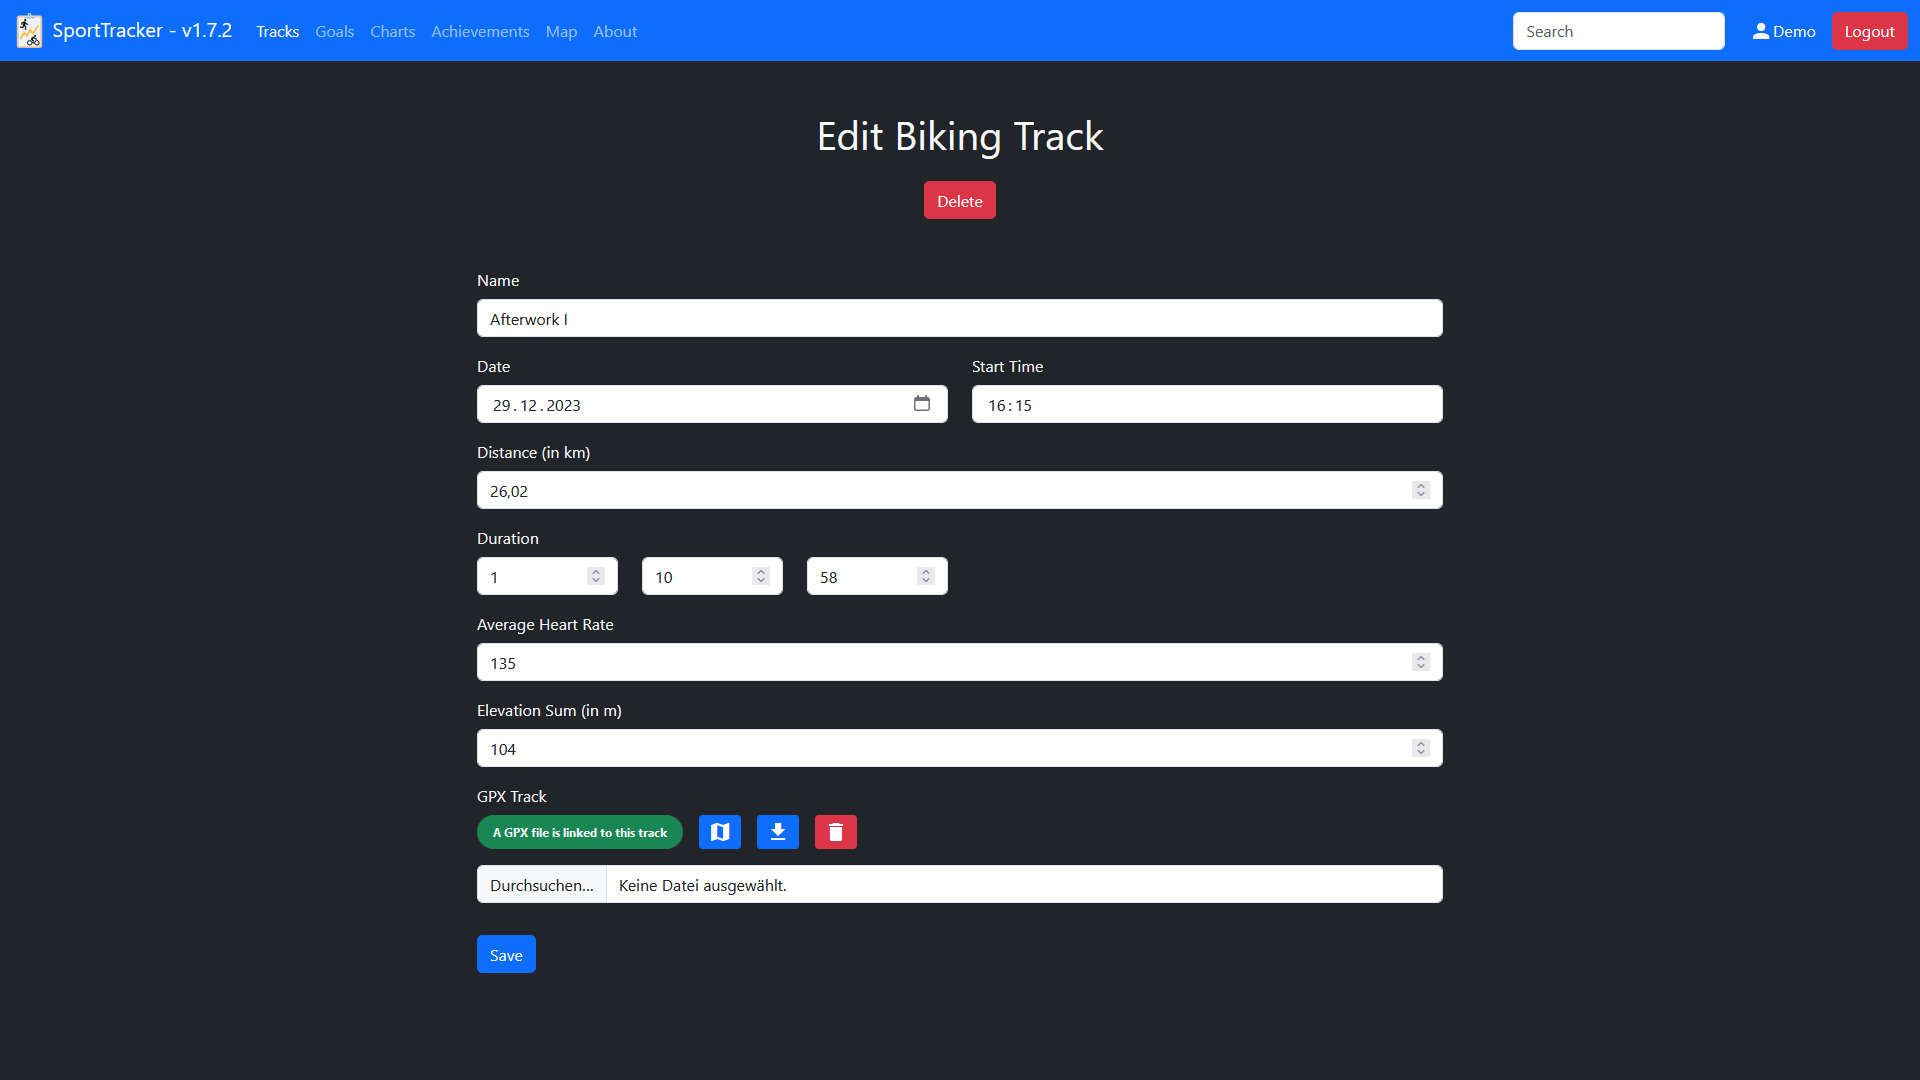 SportTracker - v1.7.2 Tracks Goals Charts Achievements Map About Search Demo Logout
Edit Biking Track
Delete
Name
Afterwork I
Date Start Time
29.12.2023 16:15
Distance (in km)
26,02
Duration
1 10 58
Average Heart Rate
135
Elevation Sum (in m)
104
GPX Track
A GPX file is linked to this track
Durchsuchen... Keine Datei ausgewählt.
Save